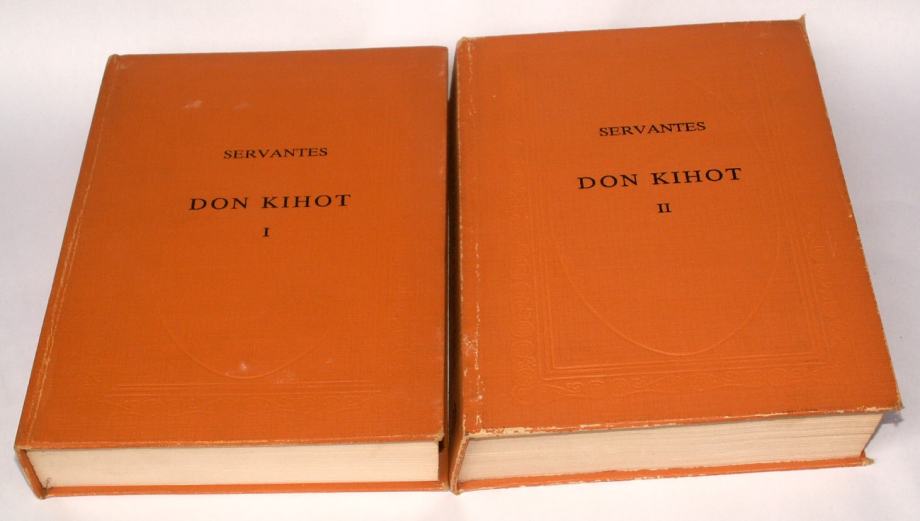 SERVANTES
DON KIHOT
I
SERVANTES
DON KIHOT
II